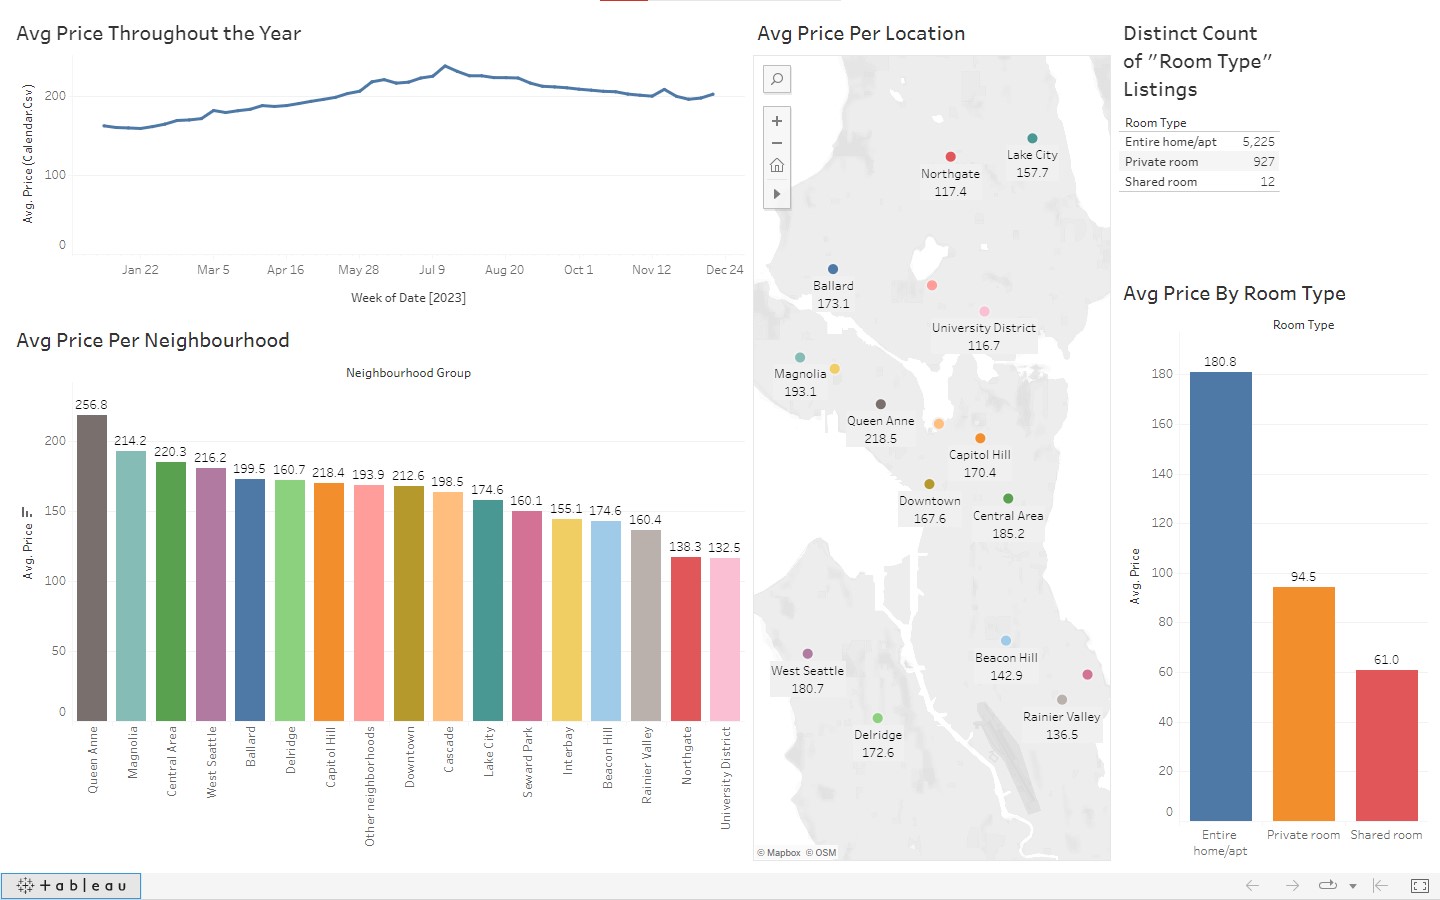 Avg Price Throughout the Year
Avg. Price (Calendar.Csv)
200
100
0
Jan 22 Mar 5 Apr 16 May 28 Jul 9 Aug 20 Oct 1 Nov 12 Dec 24
Week of Date [2023]
Avg Price Per Neighbourhood
Neighbourhood Group
Avg. Price
200
150
100
50
0
256.8 214.2 220.3 216.2 199.5 160.7 218.4 193.9 212.6 198.5 174.6 160.1 155.1 174.6 160.4 138.3 132.5
Queen Anne
Magnolia
Central Area
West Seattle
Ballard
Delridge
Capitol Hill
Other neighborhoods
Downtown
Cascade
Lake City
Seward Park
Interbay
Beacon Hill
Rainier Valley
Northgate
University District
Avg Price Per Location
Lake City
157.7
Northgate
117.4
Ballard
173.1
University District
116.7
Magnolia
193.1
Queen Anne
218.5
Capitol Hill
170.4
Downtown
167.6
Central Area
185.2
Beacon Hill
142.9
West Seattle
180.7
Rainier Valley
136.5
Delridge
172.6
© Mapbox © OSM
Distinct Count
of "Room Type"
Listings
Room Type
Entire home/apt 5,225
Private room 927
Shared room 12
Avg Price By Room Type
Room Type
Avg. Price
180
160
140
120
100
80
60
40
20
0
180.8
94.5
61.0
Entire
home/apt
Private room
Shared room
+ableau